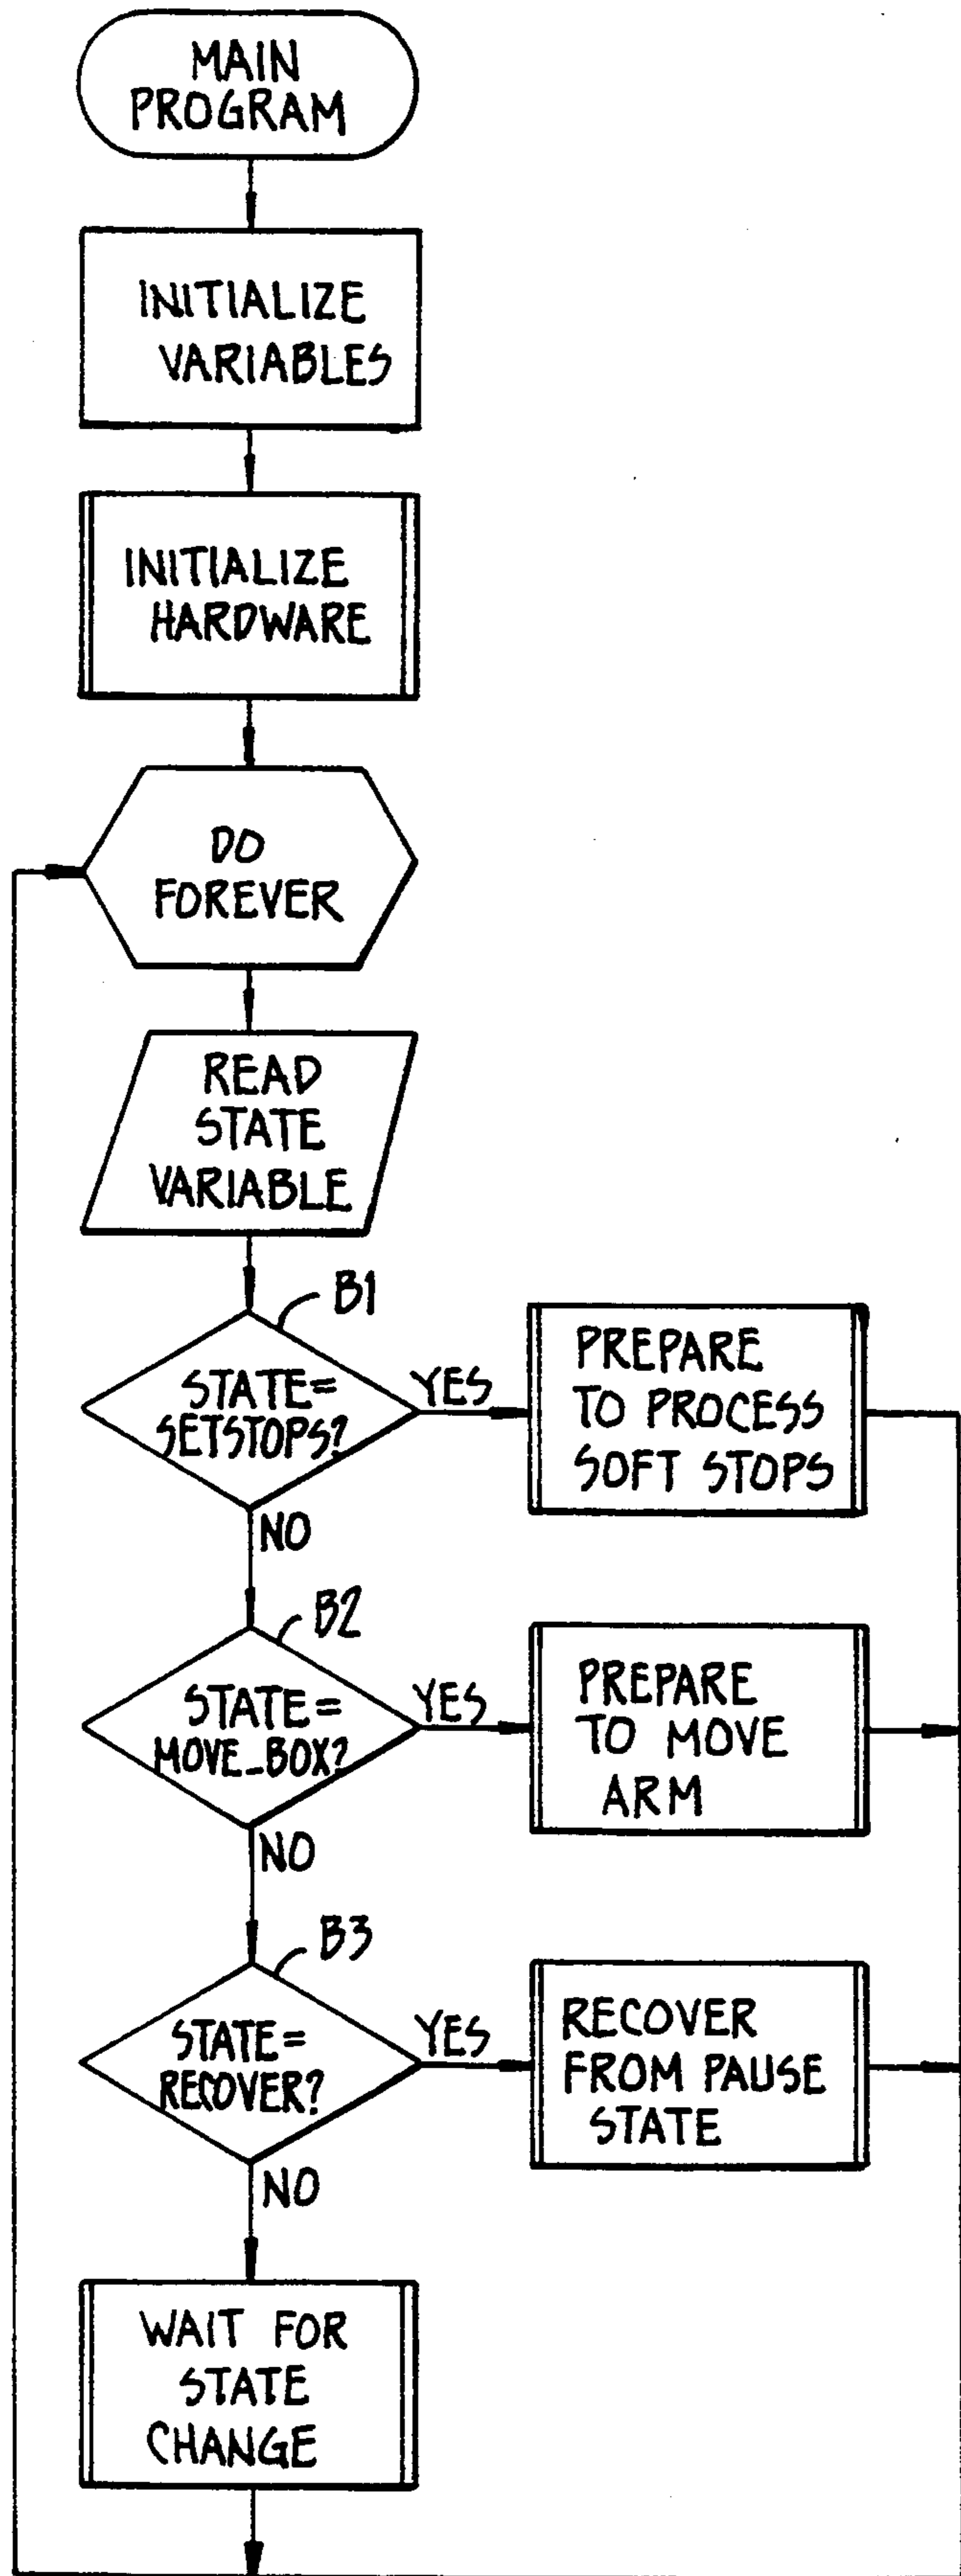 MAIN
PROGRAM
INITIALIZE
VARIABLES
INITIALIZE
HARDWARE
DO
FOREVER
READ
STATE
VARIABLE
B1
STATE=
SETSTOPS?
YES
PREPARE
TO PROCESS
SOFT STOPS
NO
B2
STATE=
MOVE_BOX?
YES
PREPARE
TO MOVE
ARM
NO
B3
STATE=
RECOVER?
YES
RECOVER
FROM PAUSE
STATE
NO
WAIT FOR
STATE
CHANGE